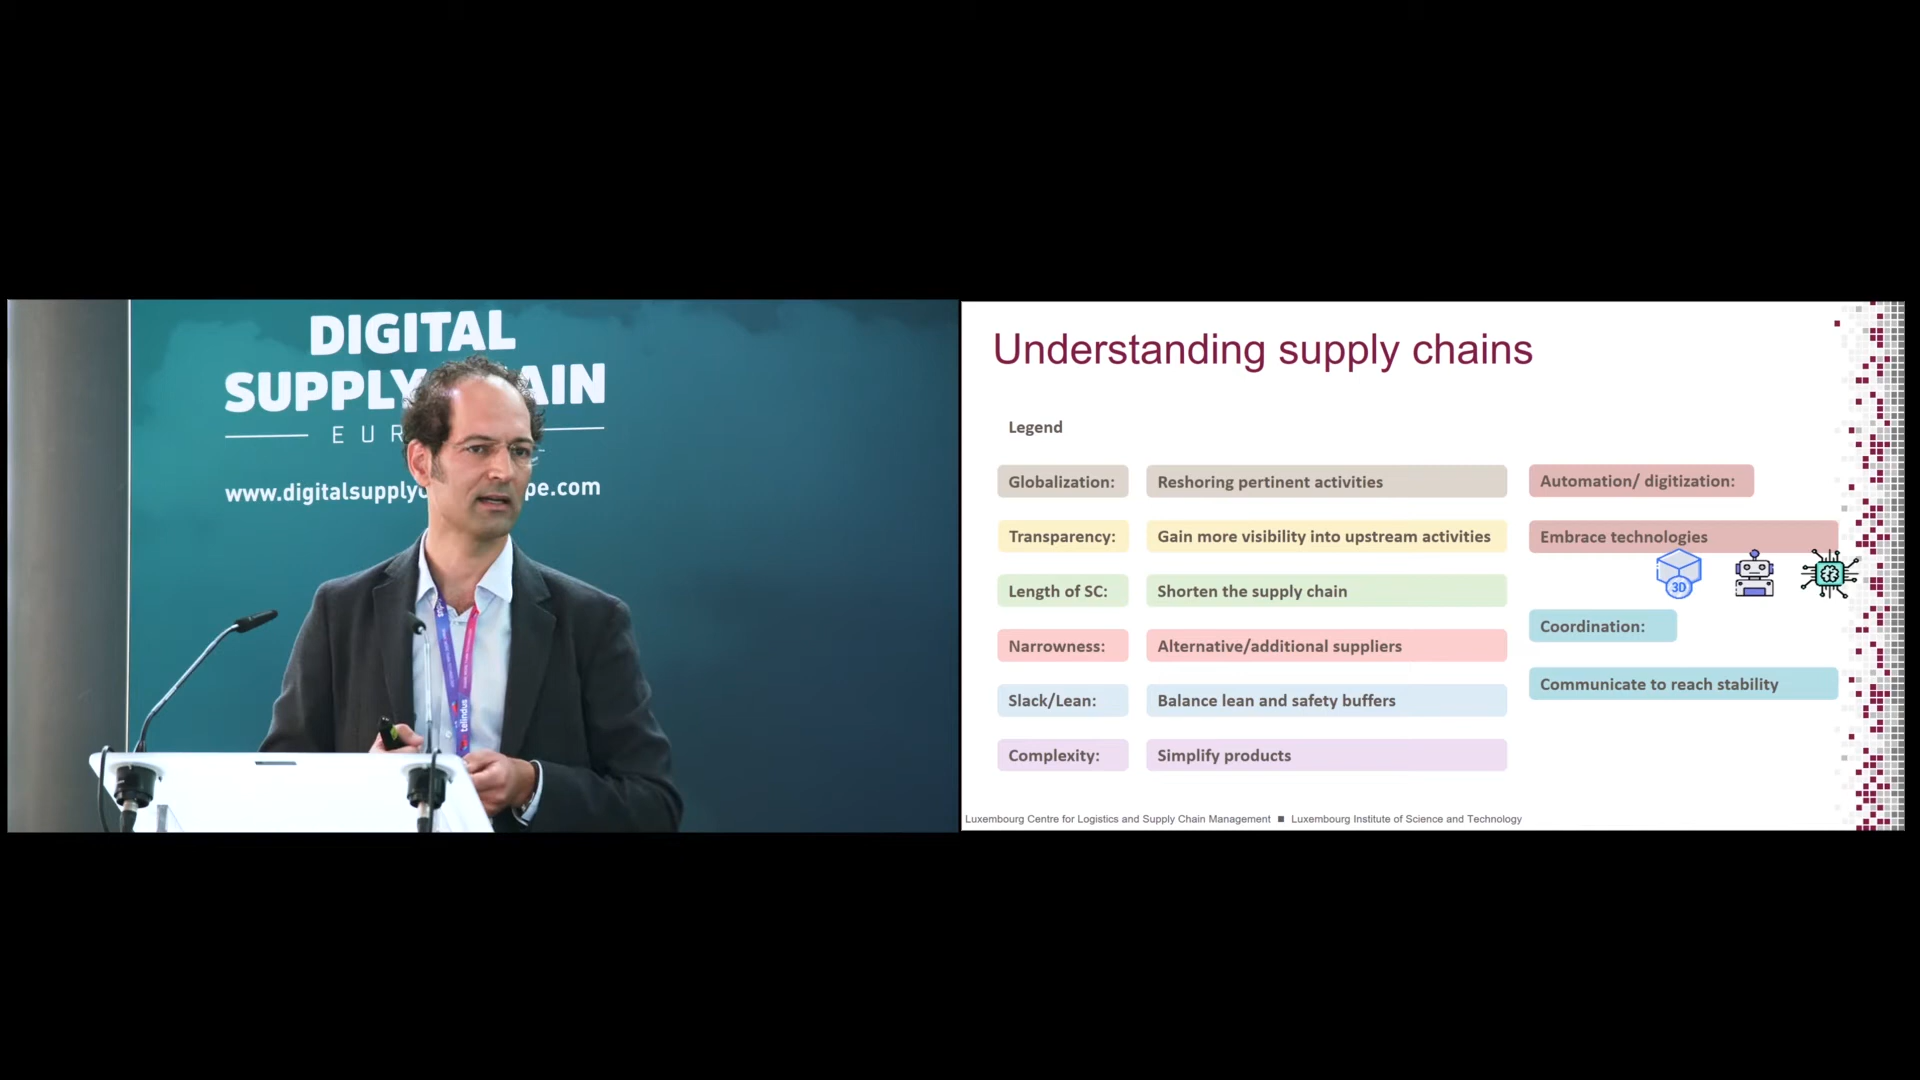 DIGITAL
SUPPLY AIN
EUR
www.digitalsupply pe.com
telindus
Understanding supply chains
Legend
Globalization: Reshoring pertinent activities Automation/ digitization:
Transparency: Gain more visibility into upstream activities Embrace technologies
3D
Length of SC: Shorten the supply chain
Coordination:
Narrowness: Alternative/additional suppliers
Communicate to reach stability
Slack/Lean: Balance lean and safety buffers
Complexity: Simplify products
Luxembourg Centre for Logistics and Supply Chain Management ■ Luxembourg Institute of Science and Technology